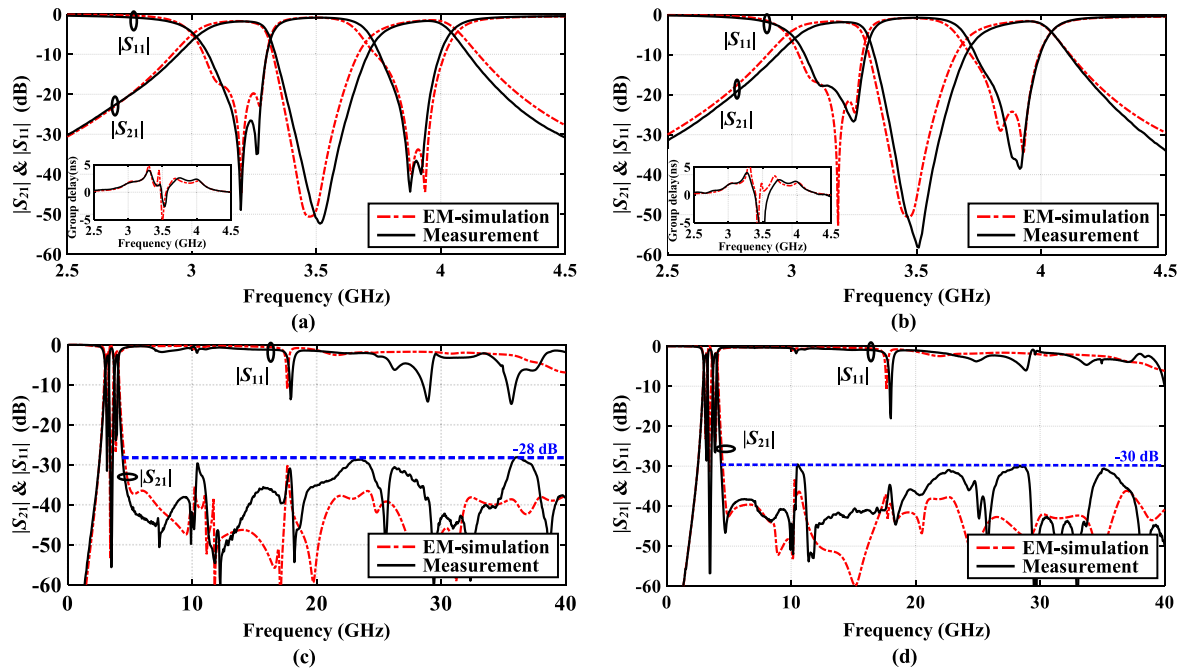 0
-10
-20
-30
-40
-50
-60
|S21| & |S11| (dB)
|S11|
|S21|
5
0
-5
Group delay(ns)
2.5 3 3.5 4 4.5
Frequency (GHz)
EM-simulation
Measurement
2.5 3 3.5 4 4.5
Frequency (GHz)
(a)
0
-10
-20
-30
-40
-50
-60
|S21| & |S11| (dB)
|S11|
|S21|
5
0
-5
Group delay(ns)
2.5 3 3.5 4 4.5
Frequency (GHz)
EM-simulation
Measurement
2.5 3 3.5 4 4.5
Frequency (GHz)
(b)
0
-10
-20
-30
-40
-50
-60
|S21| & |S11| (dB)
|S11|
-28 dB
|S21|
EM-simulation
Measurement
0 10 20 30 40
Frequency (GHz)
(c)
0
-10
-20
-30
-40
-50
-60
|S21| & |S11| (dB)
|S11|
|S21|
-30 dB
EM-simulation
Measurement
0 10 20 30 40
Frequency (GHz)
(d)